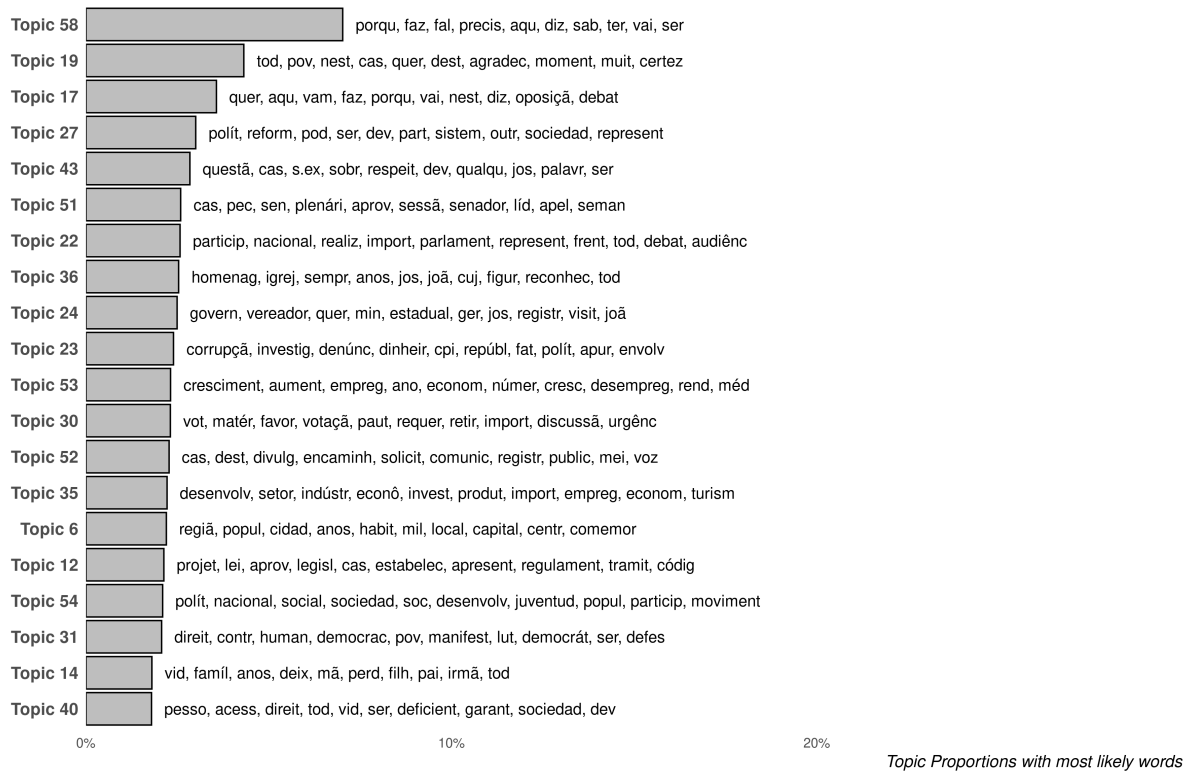 Topic 58 porqu, faz, fal, precis, aqu, diz, sab, ter, vai, ser
Topic 19 tod, pov, nest, cas, quer, dest, agradec, moment, muit, certez
Topic 17 quer, aqu, vam, faz, porqu, vai, nest, diz, oposiçã, debat
Topic 27 polít, reform, pod, ser, dev, part, sistem, outr, sociedad, represent
Topic 43 questã, cas, s.ex, sobr, respeit, dev, qualqu, jos, palavr, ser
Topic 51 cas, pec, sen, plenári, aprov, sessã, senador, líd, apel, seman
Topic 22 particip, nacional, realiz, import, parlament, represent, frent, tod, debat, audiênc
Topic 36 homenag, igrej, sempr, anos, jos, joã, cuj, figur, reconhec, tod
Topic 24 govern, vereador, quer, min, estadual, ger, jos, registr, visit, joã
Topic 23 corrupçã, investig, denúnc, dinheir, cpi, repúbl, fat, polít, apur, envolv
Topic 53 cresciment, aument, empreg, ano, econom, númer, cresc, desempreg, rend, méd
Topic 30 vot, matér, favor, votaçã, paut, requer, retir, import, discussã, urgênc
Topic 52 cas, dest, divulg, encaminh, solicit, comunic, registr, public, mei, voz
Topic 35 desenvolv, setor, indústr, econô, invest, produt, import, empreg, econom, turism
Topic 6 regiã, popul, cidad, anos, habit, mil, local, capital, centr, comemor
Topic 12 projet, lei, aprov, legisl, cas, estabelec, apresent, regulament, tramit, códig
Topic 54 polít, nacional, social, sociedad, soc, desenvolv, juventud, popul, particip, moviment
Topic 31 direit, contr, human, democrac, pov, manifest, lut, democrát, ser, defes
Topic 14 vid, famíl, anos, deix, mã, perd, filh, pai, irmã, tod
Topic 40 pesso, acess, direit, tod, vid, ser, deficient, garant, sociedad, dev
0% 10% 20%
Topic Proportions with most likely words